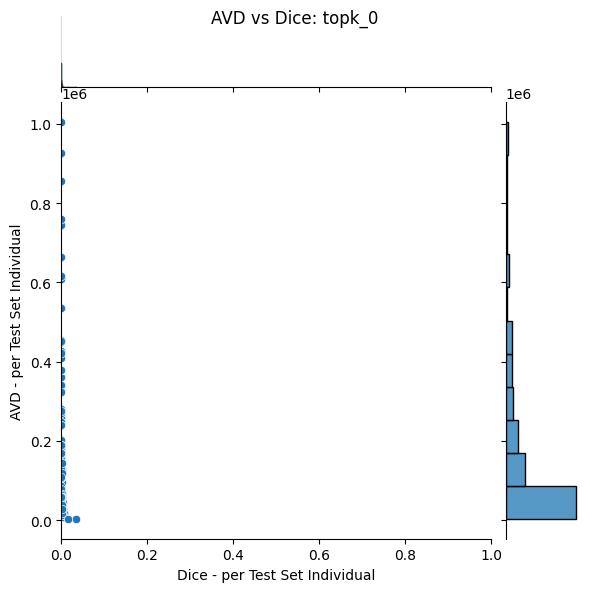 AVD vs Dice: topk_0
1e6
1e6
1.0
0.8
0.6
0.4
0.2
0.0
AVD - per Test Set Individual
0.0 0.2 0.4 0.6 0.8 1.0
Dice - per Test Set Individual